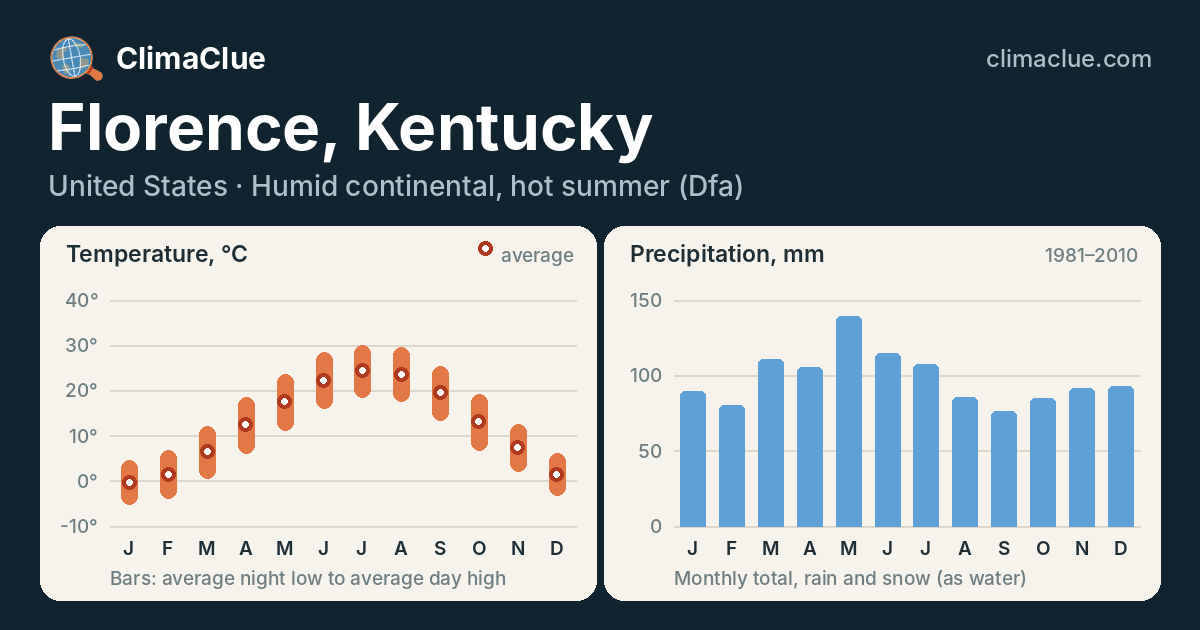 ClimaClue
climaclue.com
Florence, Kentucky
United States · Humid continental, hot summer (Dfa)
Temperature, °C
average
40°
30°
20°
10°
0°
-10°
J F M A M J J A S O N D
Bars: average night low to average day high
Precipitation, mm
1981–2010
150
100
50
0
J F M A M J J A S O N D
Monthly total, rain and snow (as water)